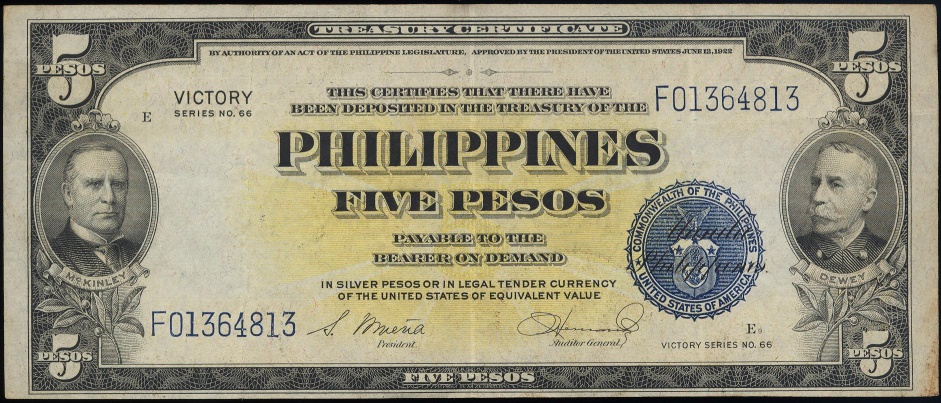 TREASURY CERTIFICATE
5 PESOS
5 PESOS
BY AUTHORITY OF AN ACT OF THE PHILIPPINE LEGISLATURE, APPROVED BY THE PRESIDENT OF THE UNITED STATES JUNE 13, 1922
THIS CERTIFIES THAT THERE HAVE
BEEN DEPOSITED IN THE TREASURY OF THE
E
VICTORY
SERIES NO. 66
F01364813
PHILIPPINES
FIVE PESOS
PAYABLE TO THE
BEARER ON DEMAND
IN SILVER PESOS OR IN LEGAL TENDER CURRENCY
OF THE UNITED STATES OF EQUIVALENT VALUE
McKINLEY
DEWEY
COMMONWEALTH OF THE PHILIPPINES
UNITED STATES OF AMERICA
F01364813
President.
Auditor General
E9
VICTORY SERIES NO. 66
5 PESOS
FIVE PESOS
5 PESOS